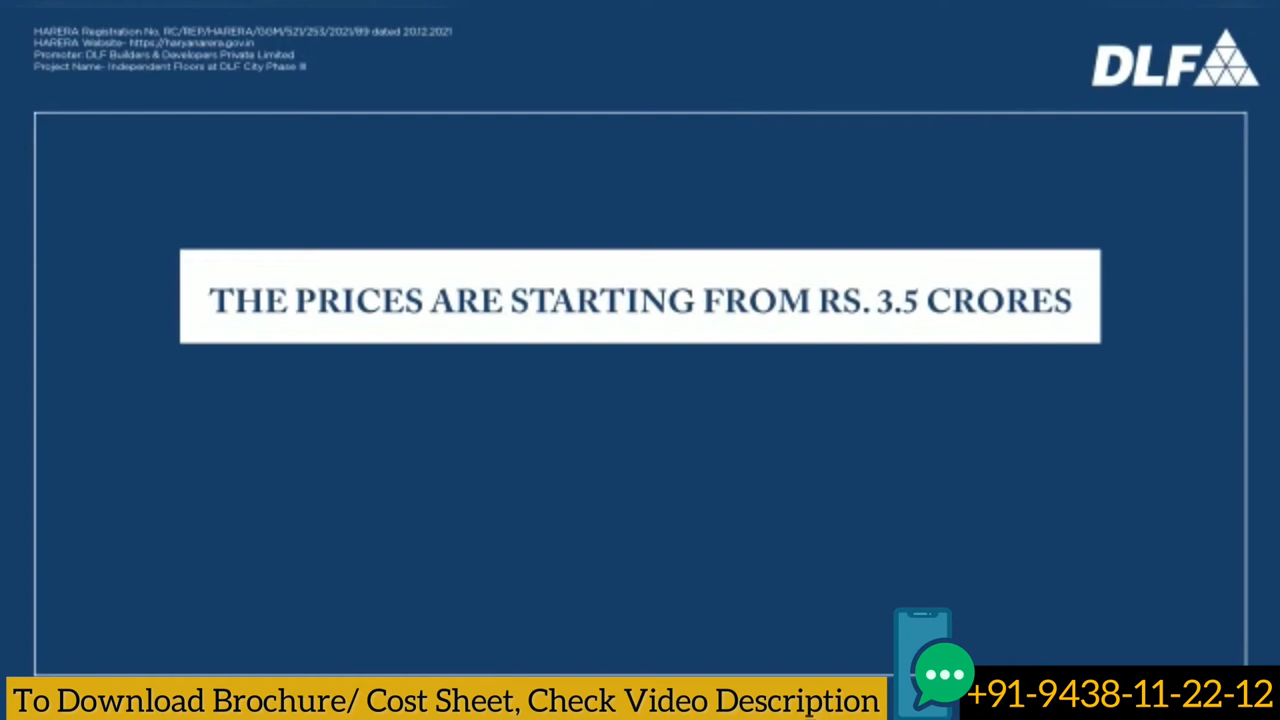 HARERA Registration No. RC/REP/HARERA/GGM/521/253/2021/89 dated 20.12.2021
HARERA Website- https://haryanarera.gov.in
Promoter: DLF Builders & Developers Private Limited
Project Name- Independent Floors at DLF City Phase III
DLF
THE PRICES ARE STARTING FROM RS. 3.5 CRORES
To Download Brochure/ Cost Sheet, Check Video Description
+91-9438-11-22-12